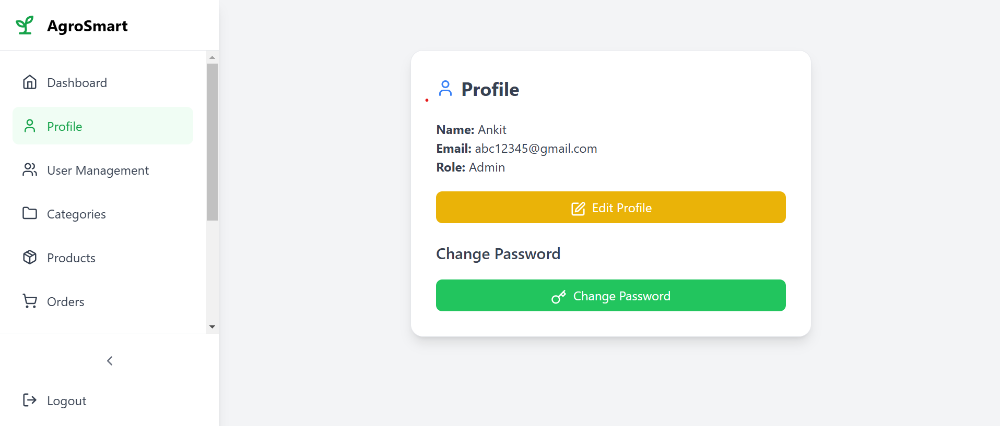 AgroSmart
Dashboard
Profile
User Management
Categories
Products
Orders
Logout
Profile
Name: Ankit
Email: abc12345@gmail.com
Role: Admin
Edit Profile
Change Password
Change Password